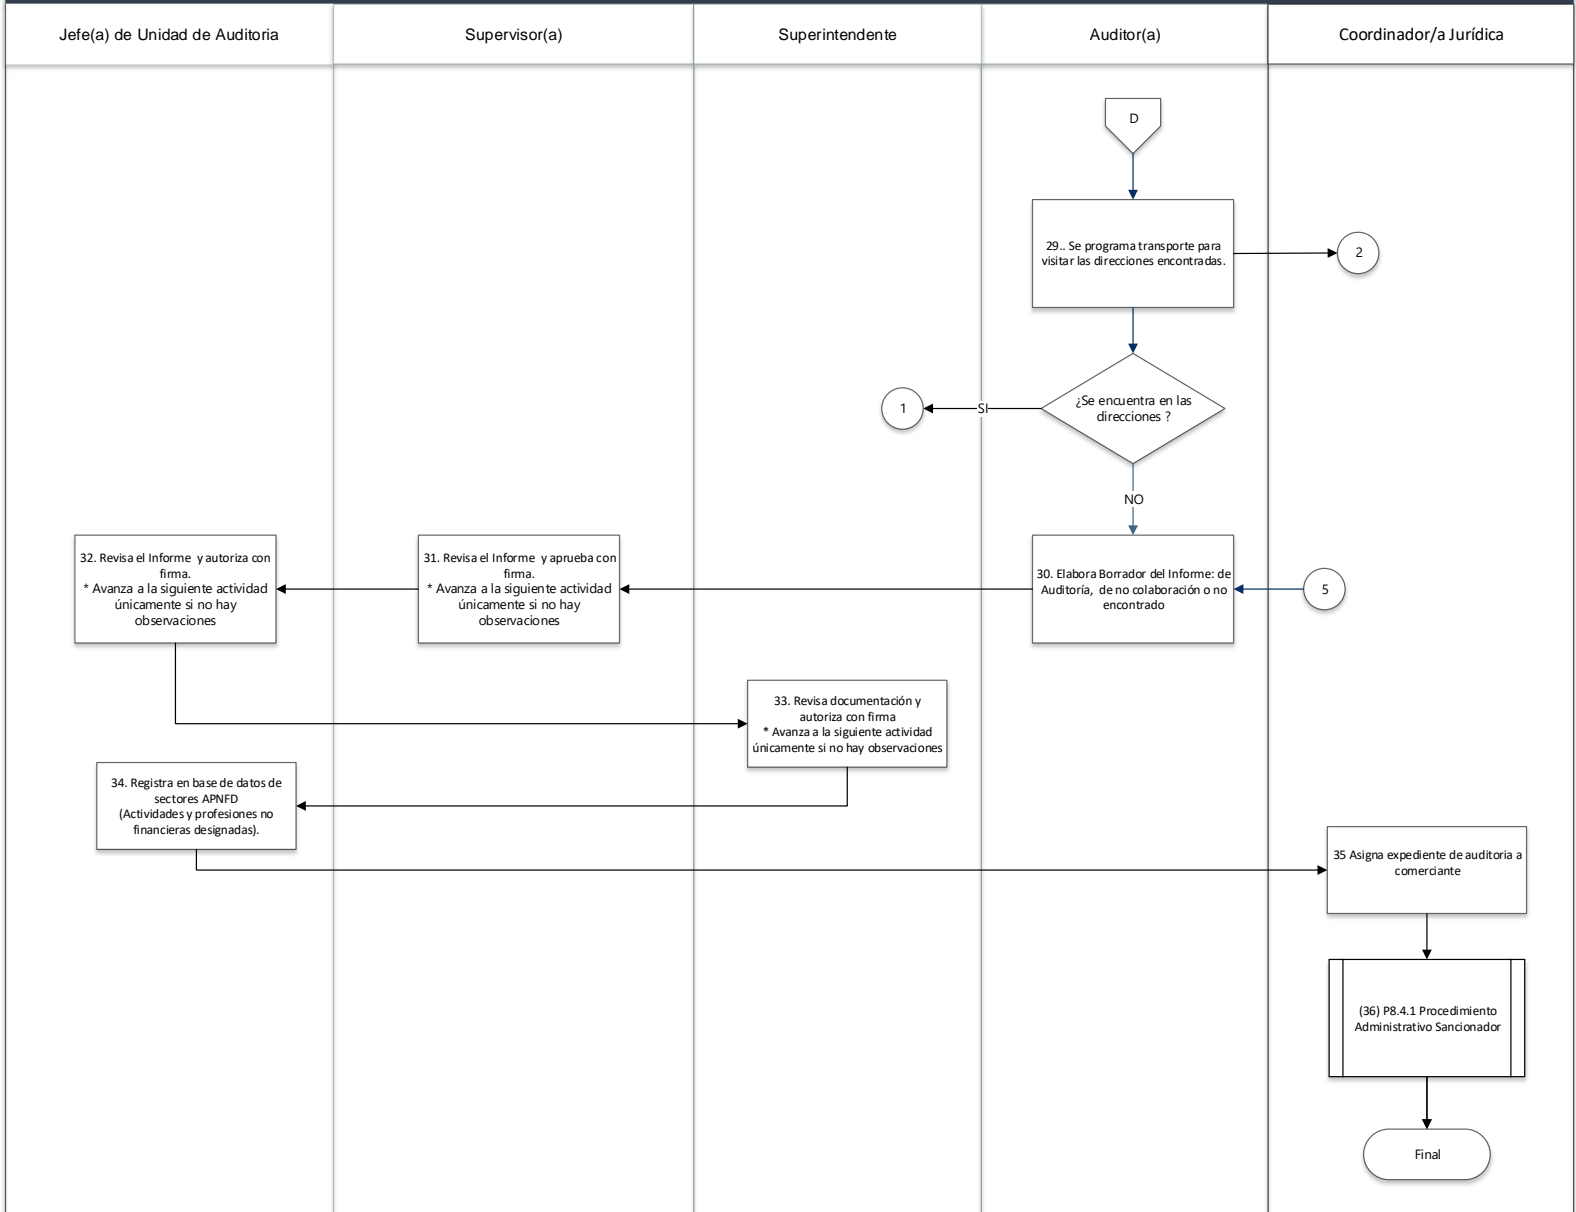 Jefe(a) de Unidad de Auditoria
Supervisor(a)
Superintendente
Auditor(a)
Coordinador/a Jurídica
D
29.. Se programa transporte para
visitar las direcciones encontradas.
2
¿Se encuentra en las
direcciones ?
SI
1
NO
32. Revisa el Informe y autoriza con
firma.
* Avanza a la siguiente actividad
únicamente si no hay
observaciones
31. Revisa el Informe y aprueba con
firma.
* Avanza a la siguiente actividad
únicamente si no hay
observaciones
30. Elabora Borrador del Informe: de
Auditoría, de no colaboración o no
encontrado
5
33. Revisa documentación y
autoriza con firma
* Avanza a la siguiente actividad
únicamente si no hay observaciones
34. Registra en base de datos de
sectores APNFD
(Actividades y profesiones no
financieras designadas).
35 Asigna expediente de auditoria a
comerciante
(36) P8.4.1 Procedimiento
Administrativo Sancionador
Final